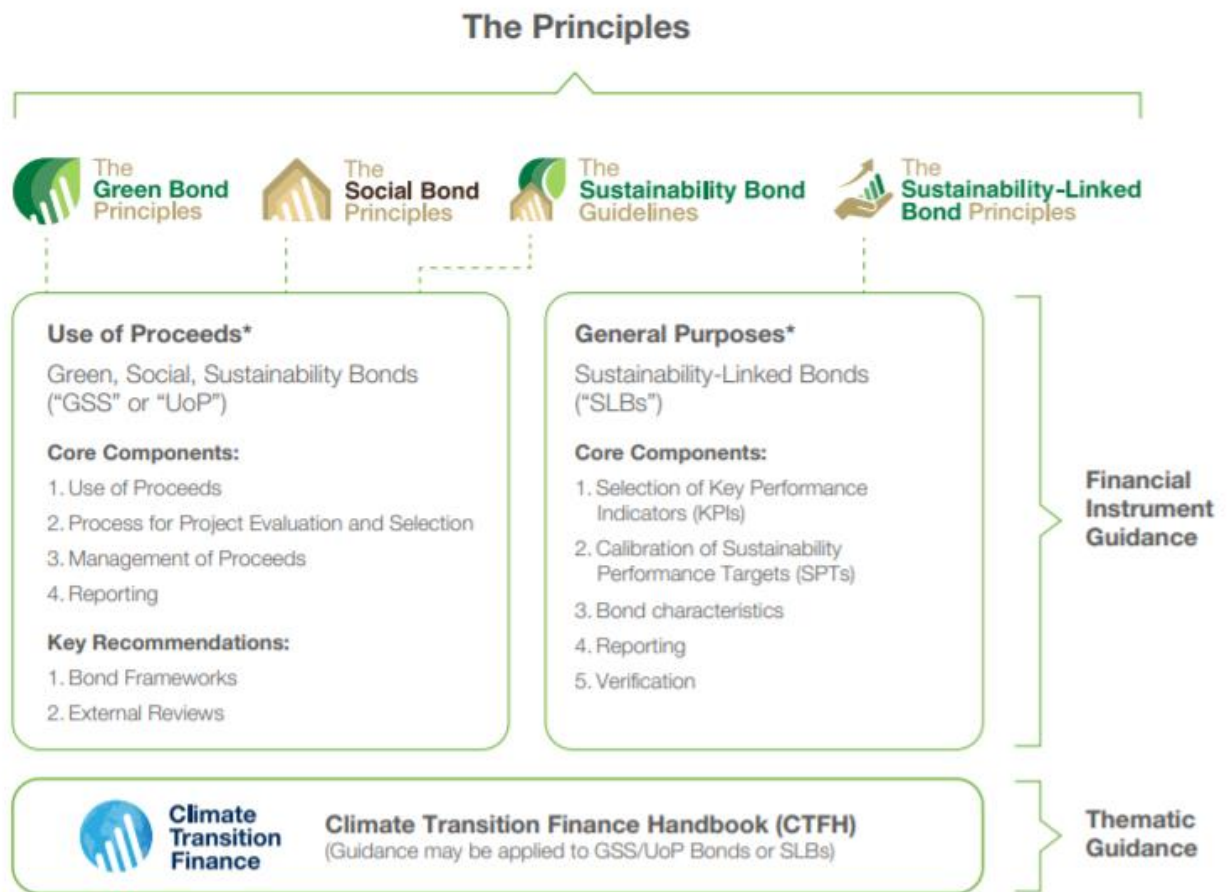 The Principles
The
Green Bond
Principles
The
Social Bond
Principles
The
Sustainability Bond
Guidelines
The
Sustainability-Linked
Bond Principles
Use of Proceeds*
Green, Social, Sustainability Bonds
(“GSS” or “UoP”)
Core Components:
1. Use of Proceeds
2. Process for Project Evaluation and Selection
3. Management of Proceeds
4. Reporting
Key Recommendations:
1. Bond Frameworks
2. External Reviews
General Purposes*
Sustainability-Linked Bonds
(“SLBs”)
Core Components:
1. Selection of Key Performance
Indicators (KPIs)
2. Calibration of Sustainability
Performance Targets (SPTs)
3. Bond characteristics
4. Reporting
5. Verification
Financial
Instrument
Guidance
Climate
Transition
Finance
Climate Transition Finance Handbook (CTFH)
(Guidance may be applied to GSS/UoP Bonds or SLBs)
Thematic
Guidance